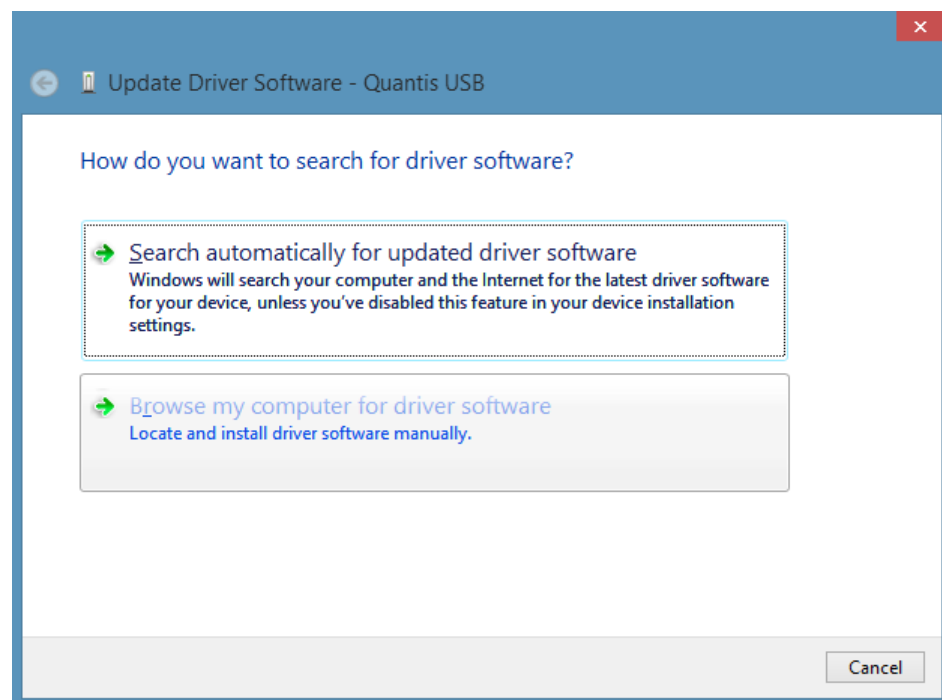 Update Driver Software - Quantis USB
How do you want to search for driver software?
Search automatically for updated driver software
Windows will search your computer and the Internet for the latest driver software
for your device, unless you've disabled this feature in your device installation
settings.
Browse my computer for driver software
Locate and install driver software manually.
Cancel